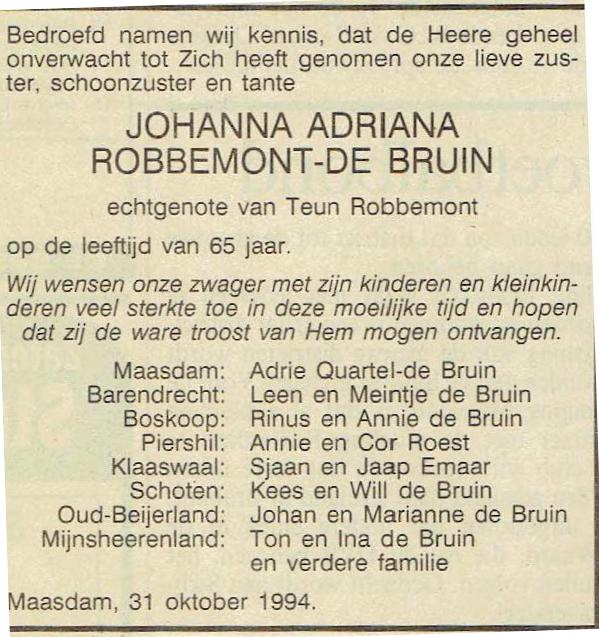 Bedroefd namen wij kennis, dat de Heere geheel
onverwacht tot Zich heeft genomen onze lieve zus-
ter, schoonzuster en tante
JOHANNA ADRIANA
ROBBEMONT-DE BRUIN
echtgenote van Teun Robbemont
op de leeftijd van 65 jaar.
Wij wensen onze zwager met zijn kinderen en kleinkin-
deren veel sterkte toe in deze moeilijke tijd en hopen
dat zij de ware troost van Hem mogen ontvangen.
Maasdam: Adrie Quartel-de Bruin
Barendrecht: Leen en Meintje de Bruin
Boskoop: Rinus en Annie de Bruin
Piershil: Annie en Cor Roest
Klaaswaal: Sjaan en Jaap Emaar
Schoten: Kees en Will de Bruin
Oud-Beijerland: Johan en Marianne de Bruin
Mijnsheerenland: Ton en Ina de Bruin
en verdere familie
Maasdam, 31 oktober 1994.